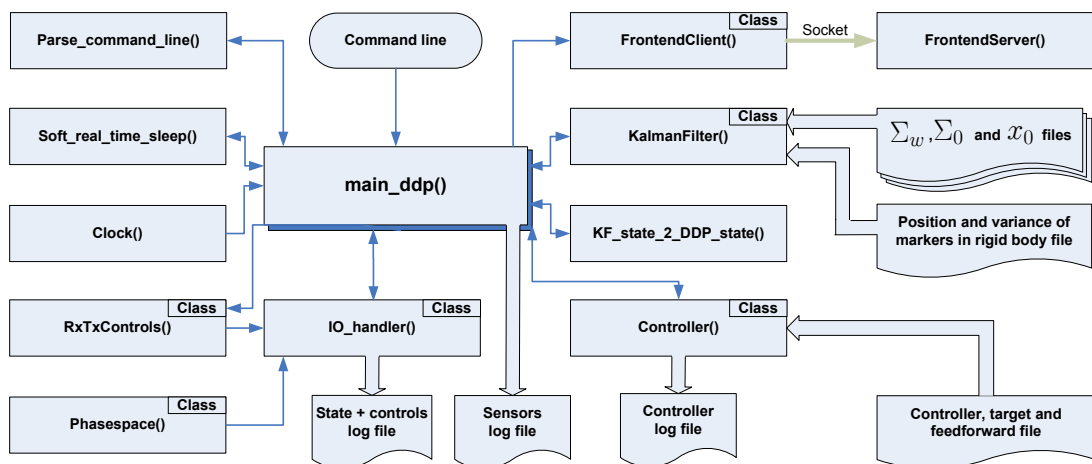 Parse_command_line()
Command line
Class
FrontendClient()
Socket
FrontendServer()
Soft_real_time_sleep()
main_ddp()
Class
KalmanFilter()
Σw,Σ0 and x0 files
Clock()
KF_state_2_DDP_state()
Position and variance of
markers in rigid body file
Class
RxTxControls()
Class
IO_handler()
Class
Controller()
Class
Phasespace()
State + controls
log file
Sensors
log file
Controller
log file
Controller, target and
feedforward file